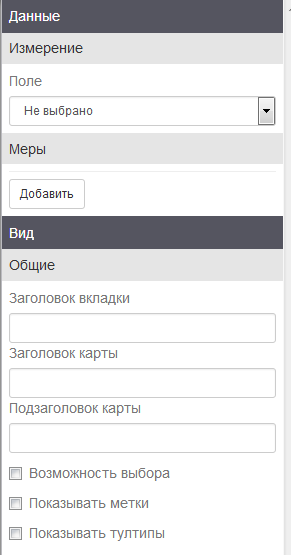 Данные
Измерение
Поле
Не выбрано
Меры
Добавить
Вид
Общие
Заголовок вкладки
Заголовок карты
Подзаголовок карты
Возможность выбора
Показывать метки
Показывать тултипы